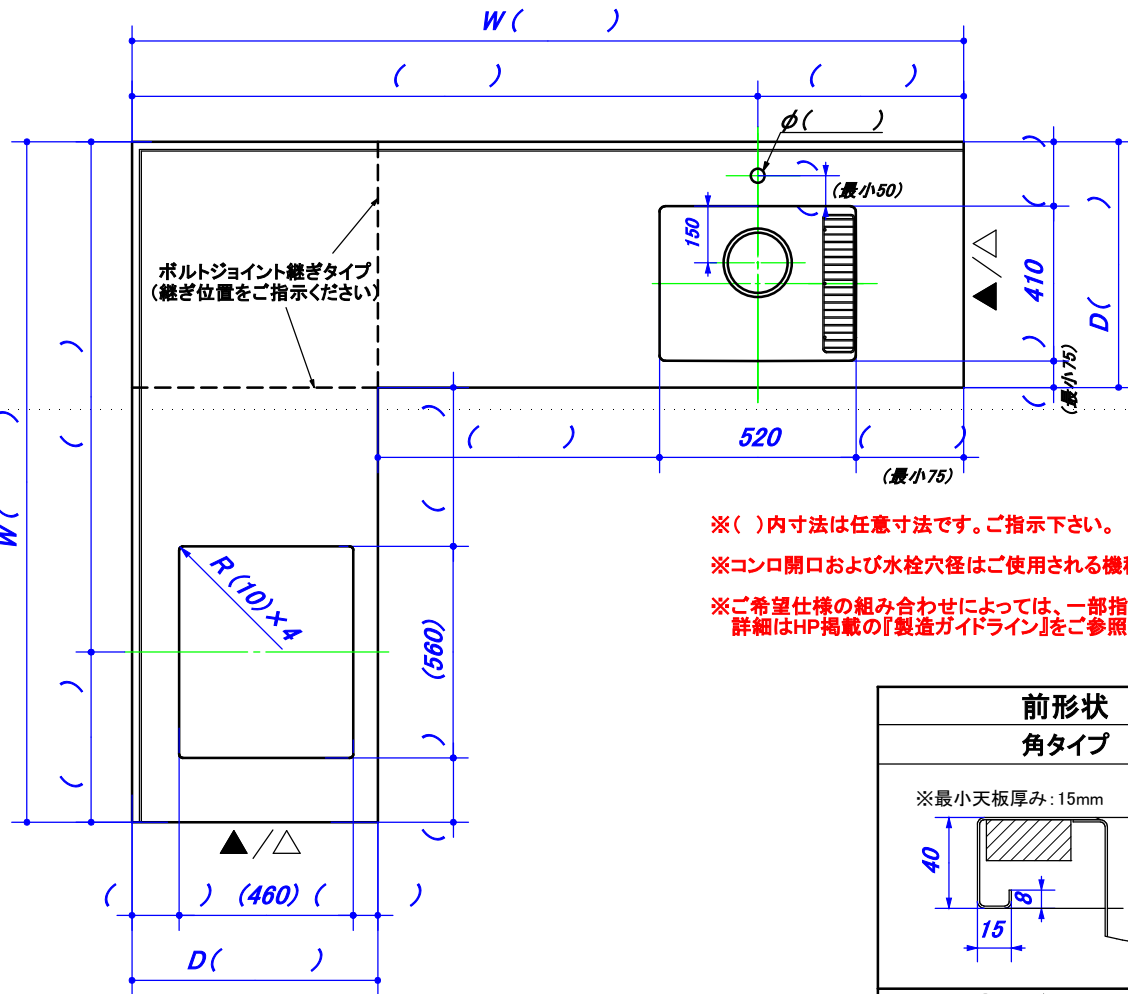 W(　　)
(　　)
(　　)
φ(　　)
(最小50)
150
ボルトジョイント継ぎタイプ
(継ぎ位置をご指示ください)
▲/△
410
(　　)
(　　)
D(　　)
(最小75)
(　　)
520
(　　)
(最小75)
W(　　)
(　　)
(　　)
R(10)×4
(　　)
(560)
(　　)
▲/△
(　　)
(460)
(　　)
D(　　)
※(　)内寸法は任意寸法です。ご指示下さい。
※コンロ開口および水栓穴径はご使用される機種
※ご希望仕様の組み合わせによっては、一部指
詳細はHP掲載の『製造ガイドライン』をご参照
前形状
角タイプ
※最小天板厚み:15mm
40
8
15